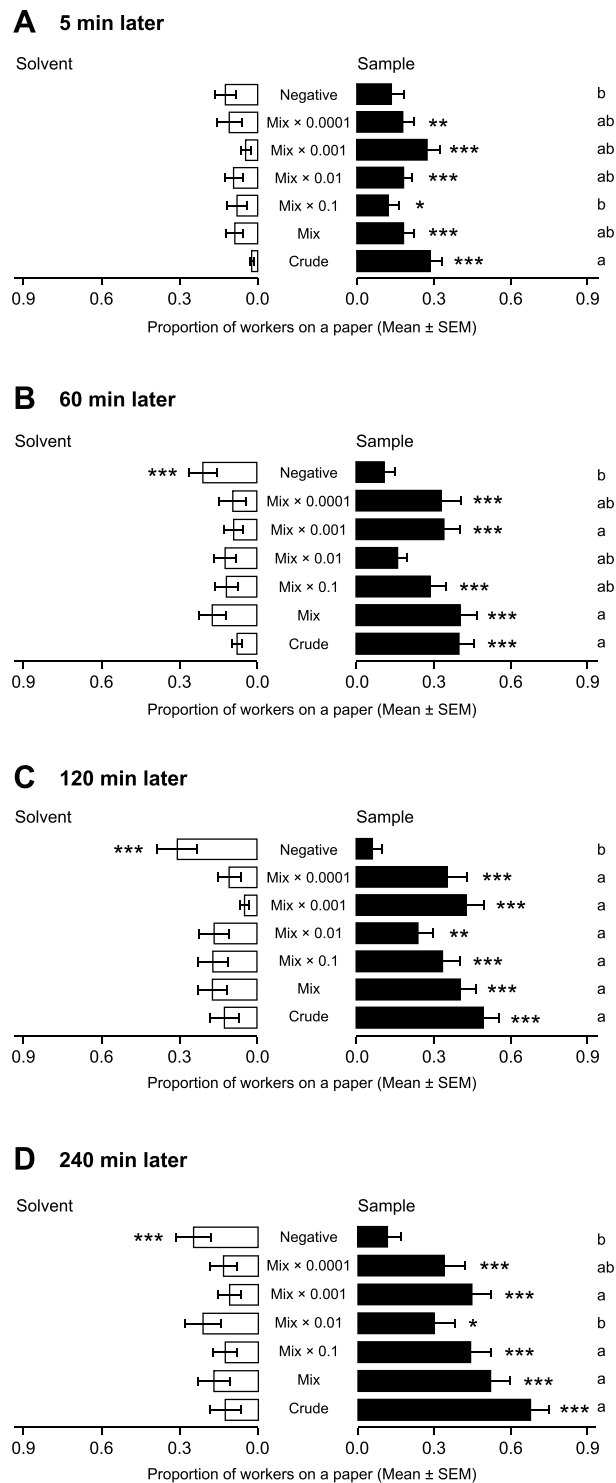 A 5 min later
Solvent Sample
Negative b
Mix × 0.0001 ** ab
Mix × 0.001 *** ab
Mix × 0.01 *** ab
Mix × 0.1 * b
Mix *** ab
Crude *** a
0.9 0.6 0.3 0.0 0.0 0.3 0.6 0.9
Proportion of workers on a paper (Mean ± SEM)
B 60 min later
Solvent Sample
*** Negative b
Mix × 0.0001 *** ab
Mix × 0.001 *** a
Mix × 0.01 ab
Mix × 0.1 *** ab
Mix *** a
Crude *** a
0.9 0.6 0.3 0.0 0.0 0.3 0.6 0.9
Proportion of workers on a paper (Mean ± SEM)
C 120 min later
Solvent Sample
*** Negative b
Mix × 0.0001 *** a
Mix × 0.001 *** a
Mix × 0.01 ** a
Mix × 0.1 *** a
Mix *** a
Crude *** a
0.9 0.6 0.3 0.0 0.0 0.3 0.6 0.9
Proportion of workers on a paper (Mean ± SEM)
D 240 min later
Solvent Sample
*** Negative b
Mix × 0.0001 *** ab
Mix × 0.001 *** a
Mix × 0.01 * b
Mix × 0.1 *** a
Mix *** a
Crude *** a
0.9 0.6 0.3 0.0 0.0 0.3 0.6 0.9
Proportion of workers on a paper (Mean ± SEM)